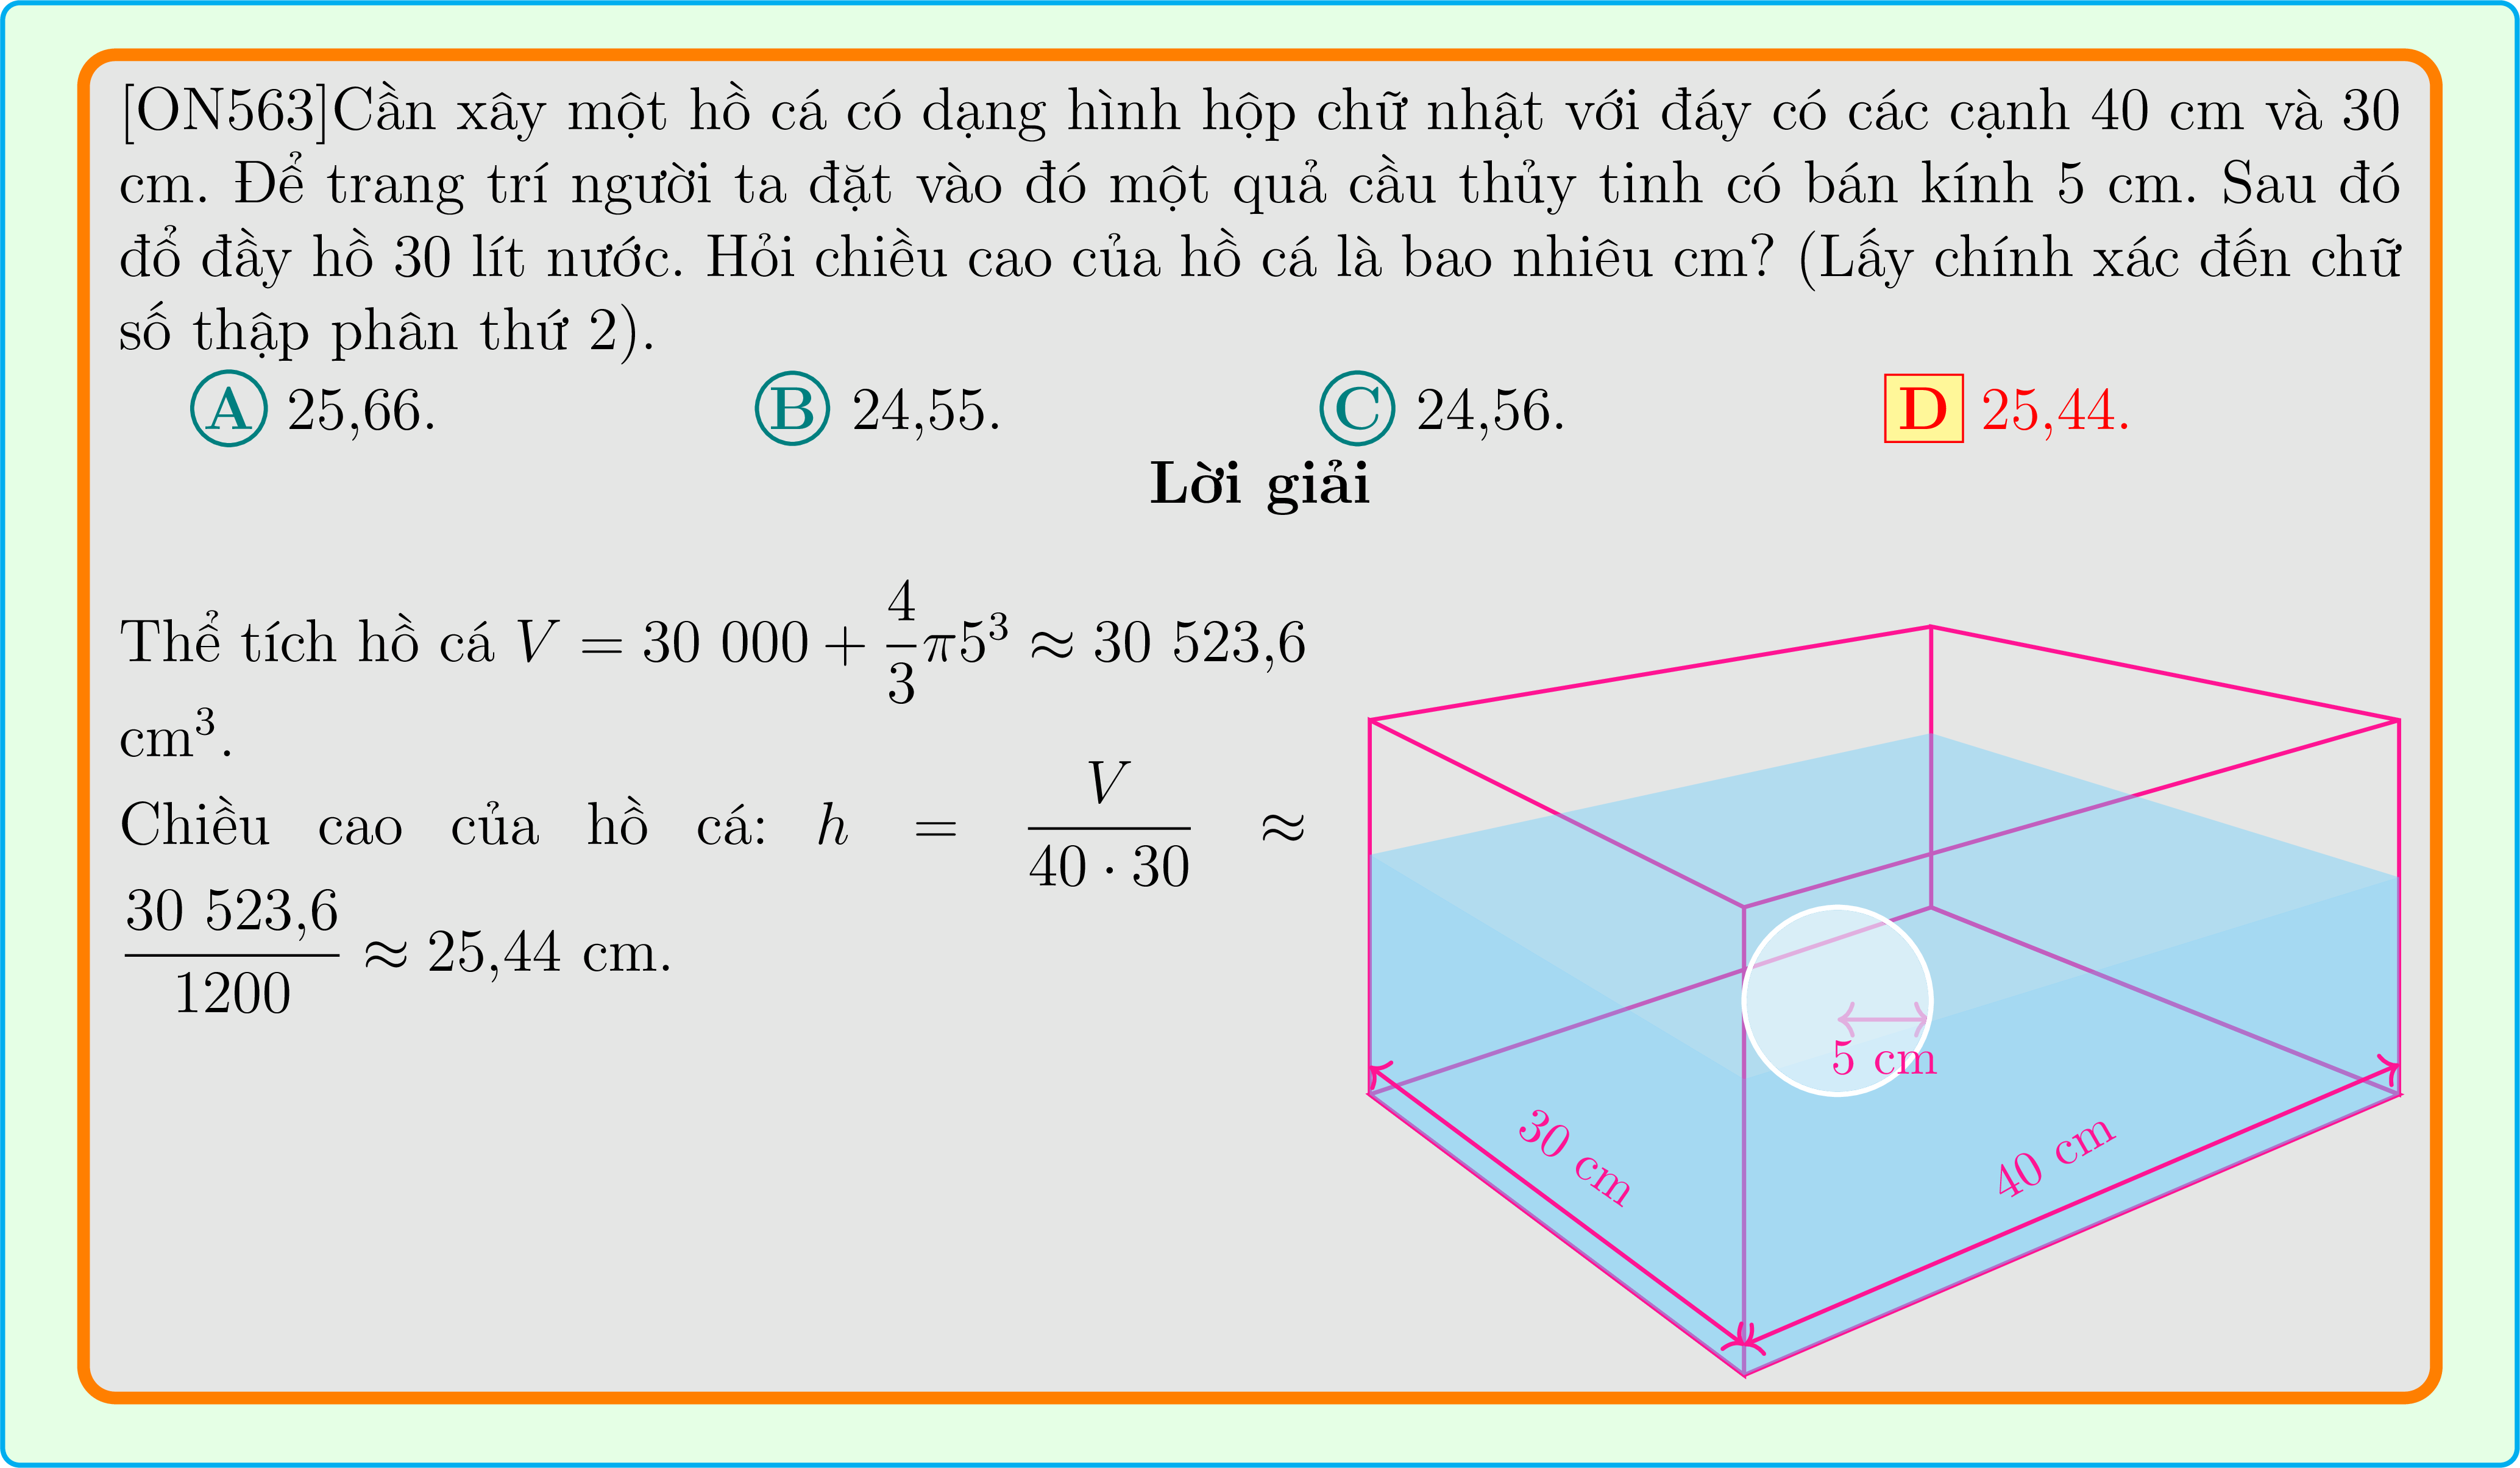 [ON563]Cần xây một hồ cá có dạng hình hộp chữ nhật với đáy có các cạnh 40 cm và 30
cm. Để trang trí người ta đặt vào đó một quả cầu thủy tinh có bán kính 5 cm. Sau đó
đổ đầy hồ 30 lít nước. Hỏi chiều cao của hồ cá là bao nhiêu cm? (Lấy chính xác đến chữ
số thập phân thứ 2).
A 25,66. B 24,55. C 24,56. D 25,44.
Lời giải
Thể tích hồ cá $V = 30\ 000 + \frac{4}{3}\pi 5^3 \approx 30\ 523,6$
cm³.
Chiều cao của hồ cá: $h = \frac{V}{40 \cdot 30} \approx$
$\frac{30\ 523,6}{1200} \approx 25,44$ cm.
5 cm
30 cm
40 cm